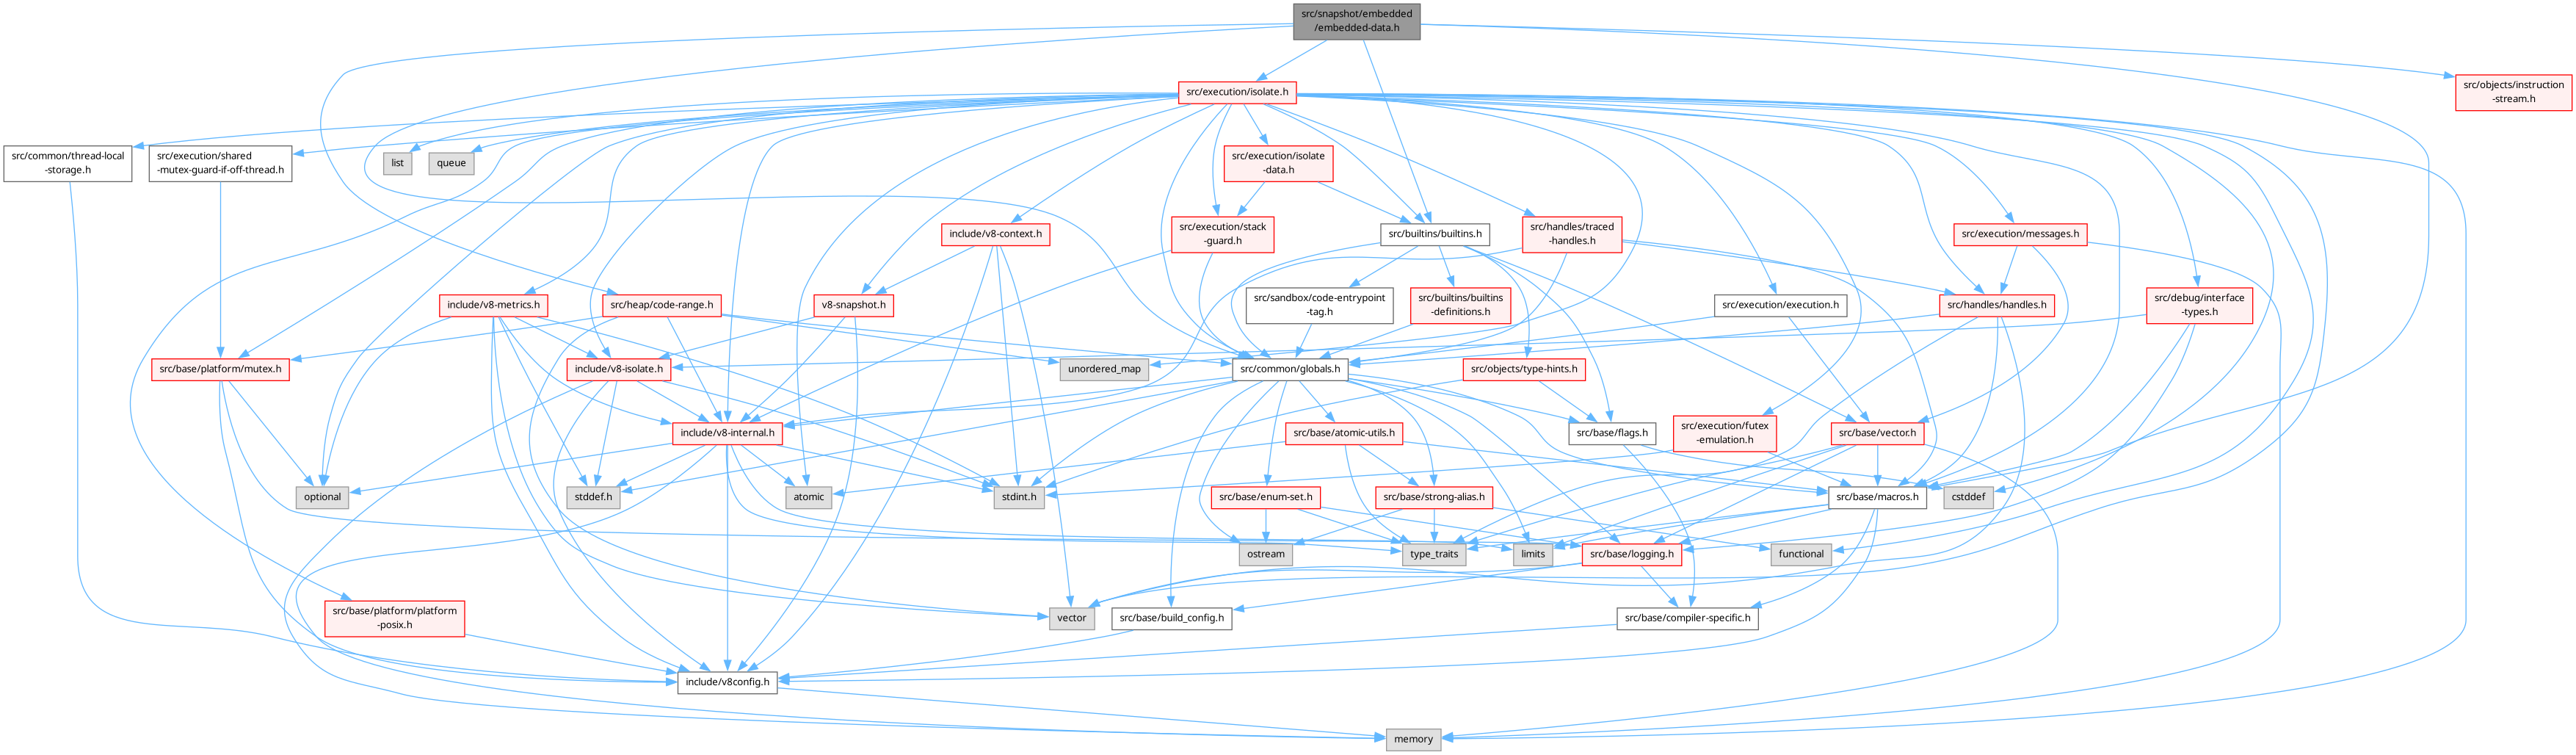 src/snapshot/embedded
/embedded-data.h
src/execution/isolate.h
src/objects/instruction
-stream.h
src/common/thread-local
-storage.h
src/execution/shared
-mutex-guard-if-off-thread.h
list
queue
src/execution/isolate
-data.h
include/v8-context.h
src/execution/stack
-guard.h
src/builtins/builtins.h
src/handles/traced
-handles.h
src/execution/messages.h
include/v8-metrics.h
src/heap/code-range.h
v8-snapshot.h
src/sandbox/code-entrypoint
-tag.h
src/builtins/builtins
-definitions.h
src/execution/execution.h
src/handles/handles.h
src/debug/interface
-types.h
src/base/platform/mutex.h
include/v8-isolate.h
unordered_map
src/common/globals.h
src/objects/type-hints.h
include/v8-internal.h
src/base/atomic-utils.h
src/base/flags.h
src/execution/futex
-emulation.h
src/base/vector.h
optional
stddef.h
atomic
stdint.h
src/base/enum-set.h
src/base/strong-alias.h
src/base/macros.h
cstddef
ostream
type_traits
limits
src/base/logging.h
functional
src/base/platform/platform
-posix.h
vector
src/base/build_config.h
src/base/compiler-specific.h
include/v8config.h
memory